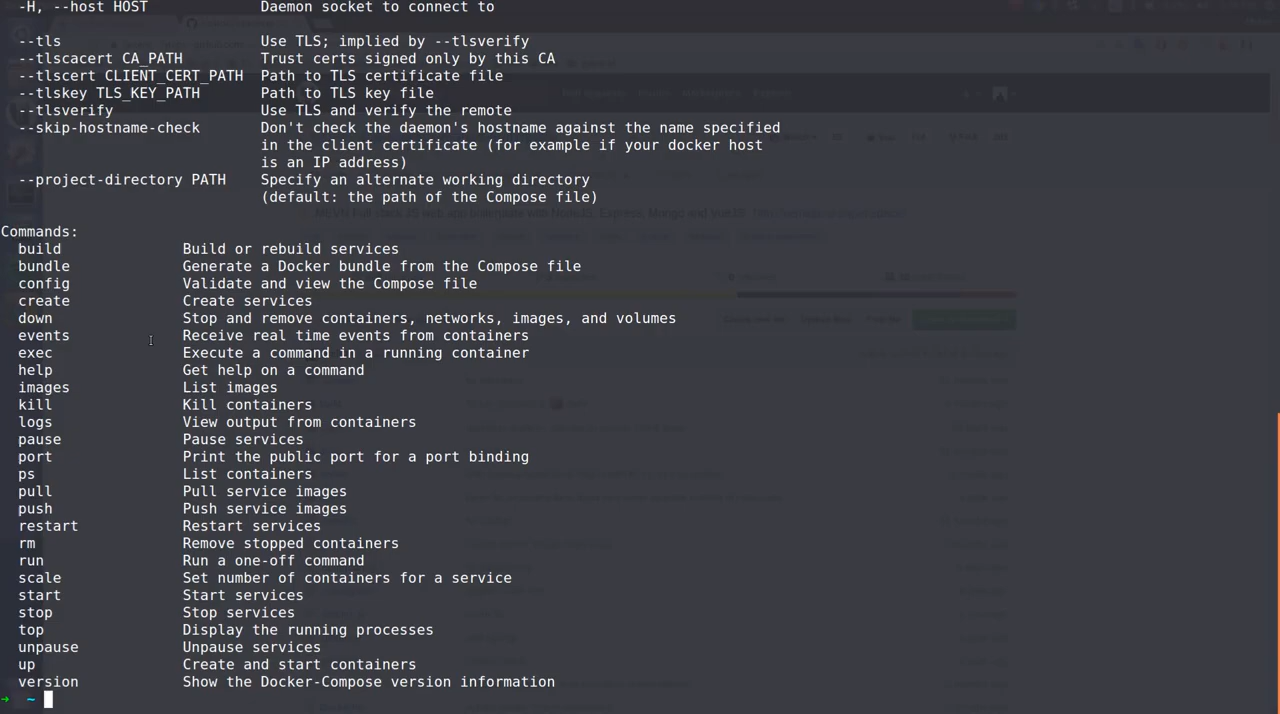 -H, --host HOST             Daemon socket to connect to
--tls                       Use TLS; implied by --tlsverify
--tlscacert CA_PATH         Trust certs signed only by this CA
--tlscert CLIENT_CERT_PATH  Path to TLS certificate file
--tlskey TLS_KEY_PATH       Path to TLS key file
--tlsverify                 Use TLS and verify the remote
--skip-hostname-check       Don't check the daemon's hostname against the name specified
in the client certificate (for example if your docker host
is an IP address)
--project-directory PATH    Specify an alternate working directory
(default: the path of the Compose file)
Commands:
build              Build or rebuild services
bundle             Generate a Docker bundle from the Compose file
config             Validate and view the Compose file
create             Create services
down               Stop and remove containers, networks, images, and volumes
events             Receive real time events from containers
exec               Execute a command in a running container
help               Get help on a command
images             List images
kill               Kill containers
logs               View output from containers
pause              Pause services
port               Print the public port for a port binding
ps                 List containers
pull               Pull service images
push               Push service images
restart            Restart services
rm                 Remove stopped containers
run                Run a one-off command
scale              Set number of containers for a service
start              Start services
stop               Stop services
top                Display the running processes
unpause            Unpause services
up                 Create and start containers
version            Show the Docker-Compose version information
➜  ~